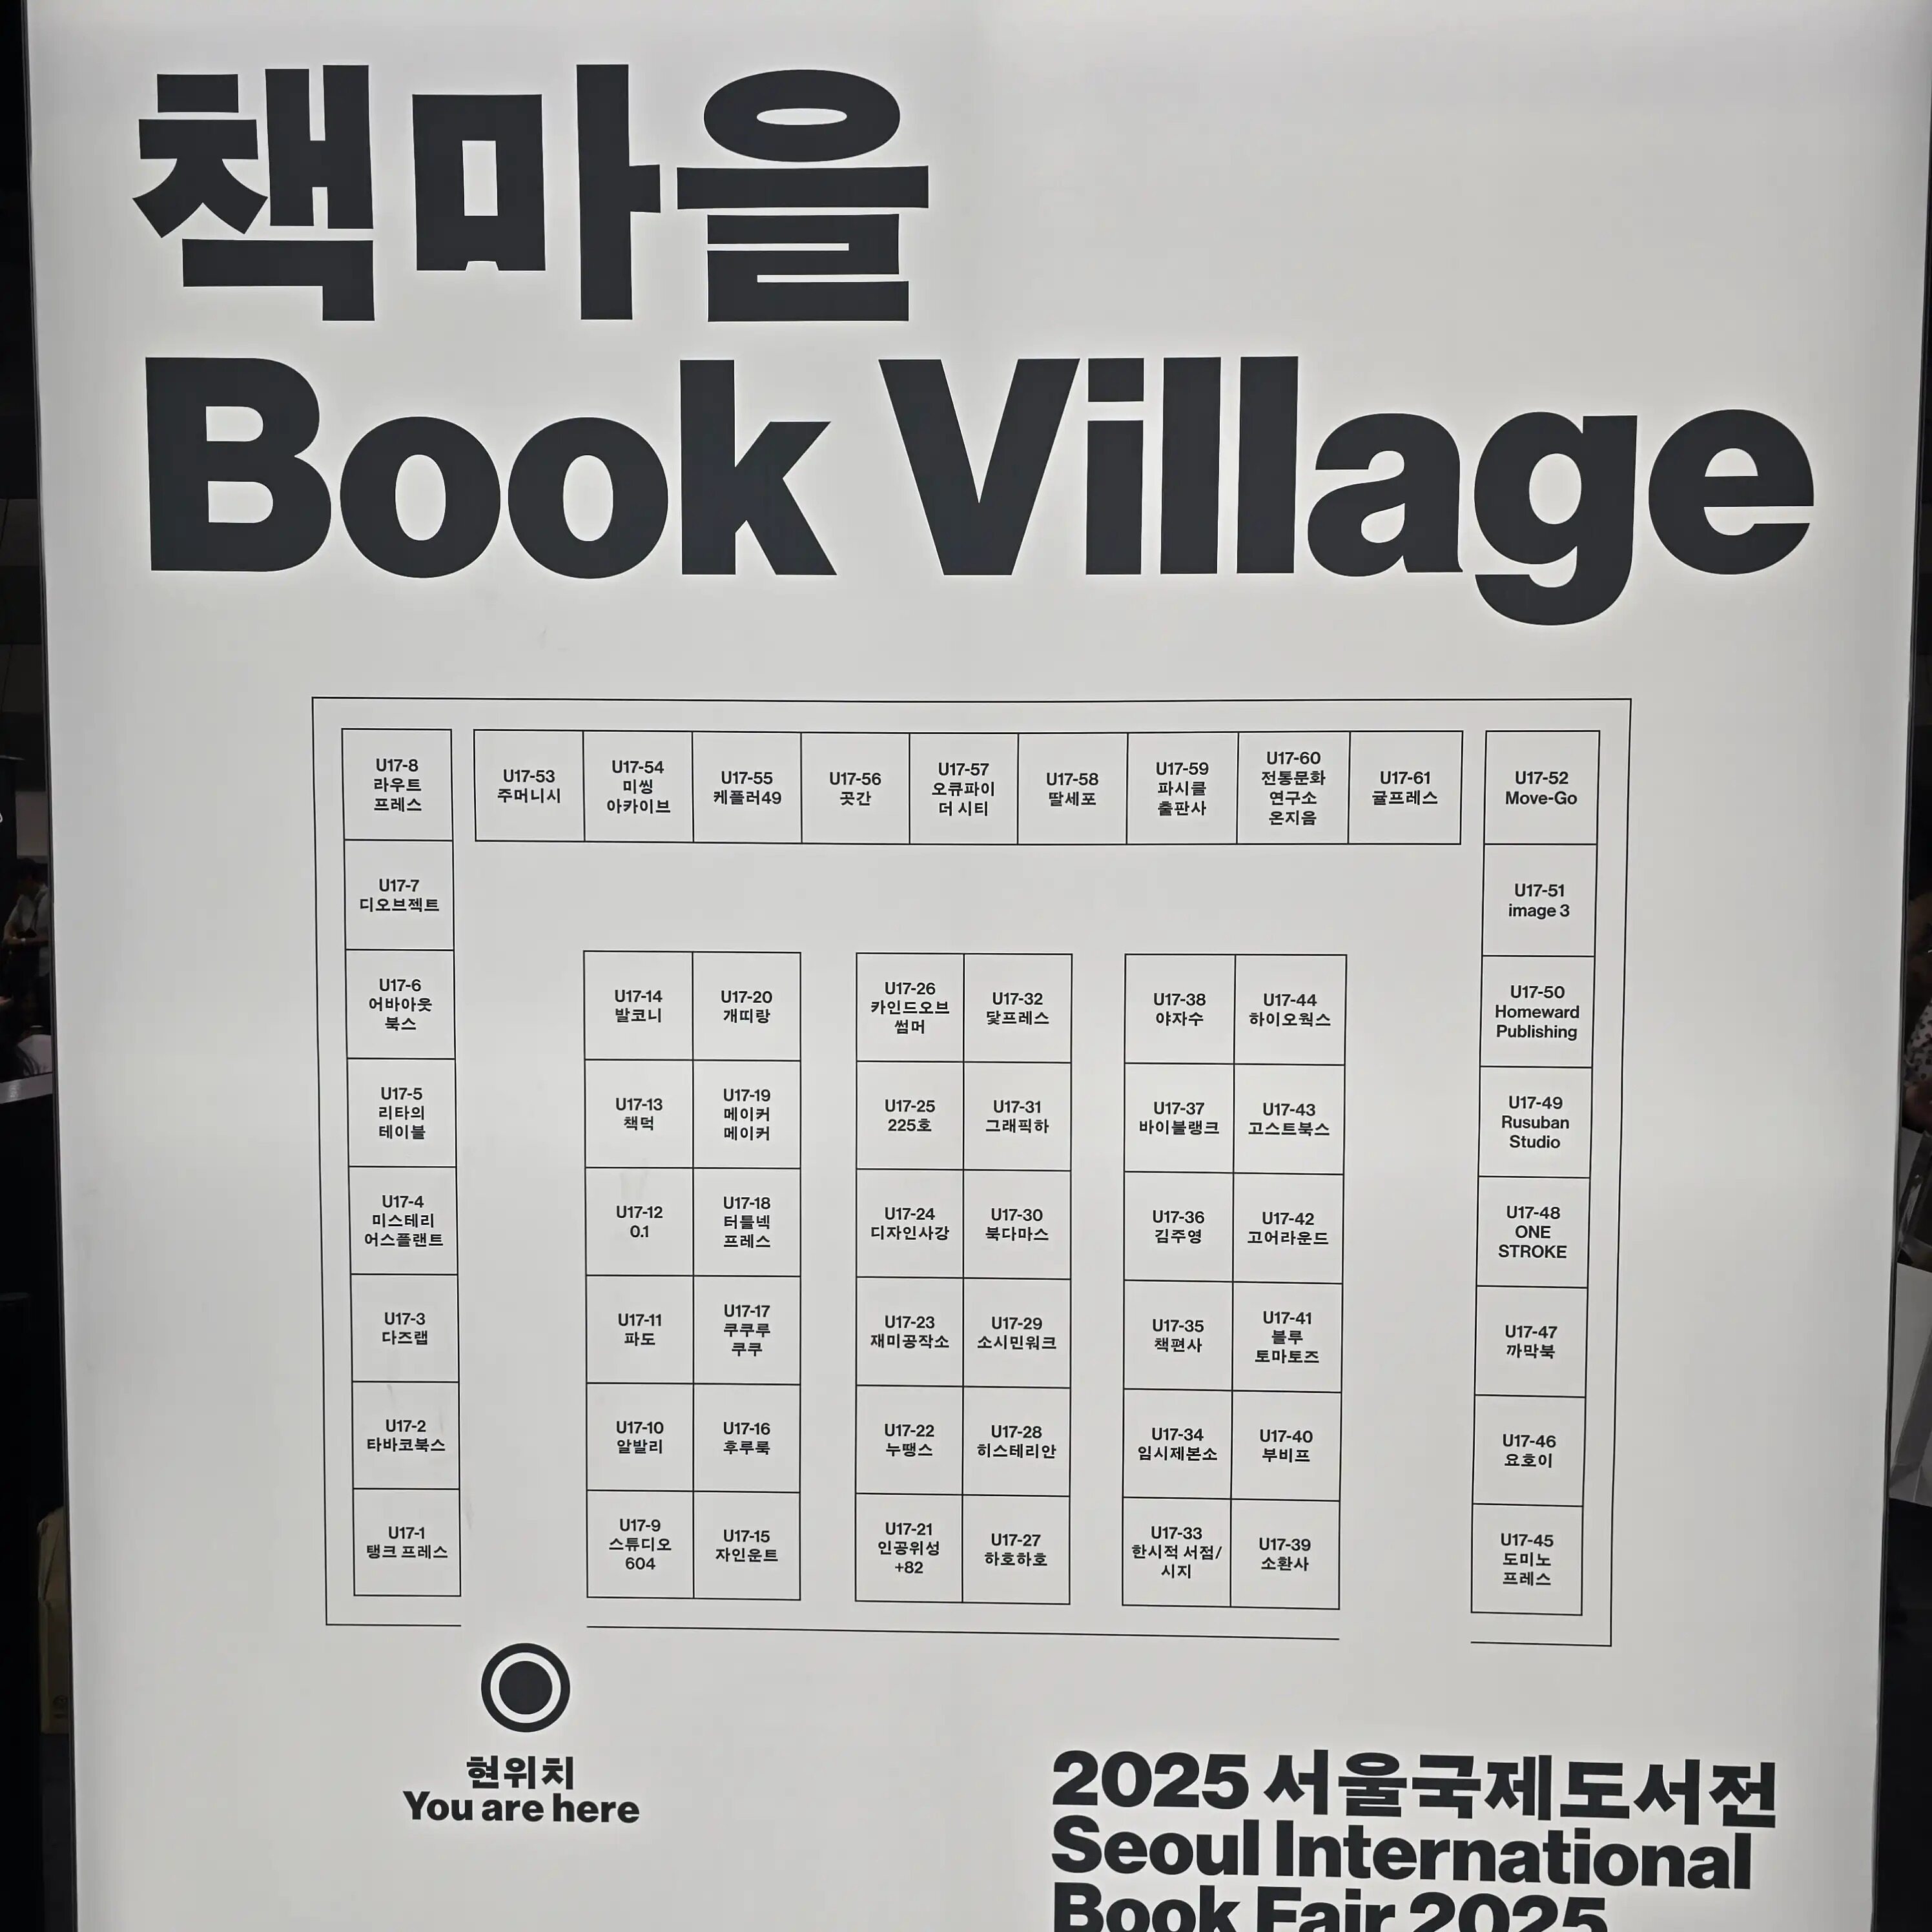 책마을
Book Village
U17-8
라우트
프레스
U17-53
주머니시
U17-54
미씽
아카이브
U17-55
케플러49
U17-56
곳간
U17-57
오큐파이
더 시티
U17-58
딸세포
U17-59
파시클
출판사
U17-60
전통문화
연구소
온지음
U17-61
귤프레스
U17-52
Move-Go
U17-7
디오브젝트
U17-51
image 3
U17-6
어바아웃
북스
U17-14
발코니
U17-20
개띠랑
U17-26
카인드오브
썸머
U17-32
닻프레스
U17-38
야자수
U17-44
하이오웍스
U17-50
Homeward
Publishing
U17-5
리타의
테이블
U17-13
책덕
U17-19
메이커
메이커
U17-25
225호
U17-31
그래픽하
U17-37
바이블랭크
U17-43
고스트북스
U17-49
Rusuban
Studio
U17-4
미스테리
어스플랜트
U17-12
0.1
U17-18
터틀넥
프레스
U17-24
디자인사강
U17-30
북다마스
U17-36
김주영
U17-42
고어라운드
U17-48
ONE
STROKE
U17-3
다즈랩
U17-11
파도
U17-17
쿠쿠루
쿠쿠
U17-23
재미공작소
U17-29
소시민워크
U17-35
책편사
U17-41
블루
토마토즈
U17-47
까막북
U17-2
타바코북스
U17-10
알발리
U17-16
후루룩
U17-22
누땡스
U17-28
히스테리안
U17-34
임시제본소
U17-40
부비프
U17-46
요호이
U17-1
탱크 프레스
U17-9
스튜디오
604
U17-15
자인운트
U17-21
인공위성
+82
U17-27
하호하호
U17-33
한시적 서점/
시지
U17-39
소환사
U17-45
도미노
프레스
현위치
You are here
2025 서울국제도서전
Seoul International
Book Fair 2025